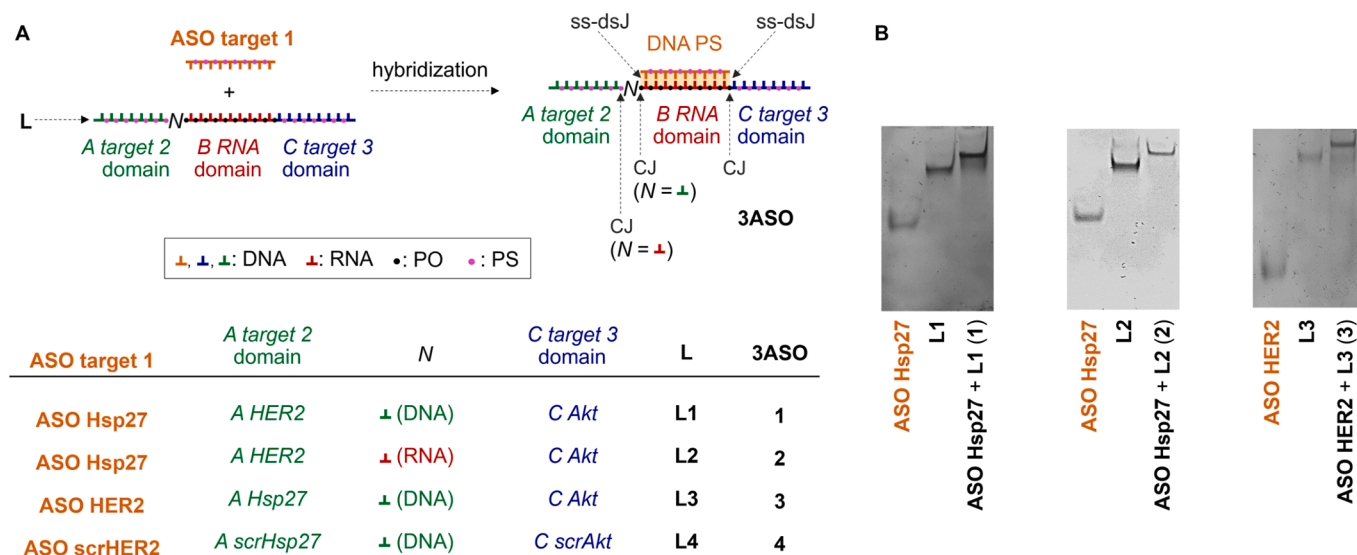 A
ASO target 1
+
L
N
A target 2
domain
B RNA
domain
C target 3
domain
hybridization
ss-dsJ
ss-dsJ
DNA PS
N
A target 2
domain
B RNA
domain
C target 3
domain
CJ
(N = )
CJ
CJ
(N = )
3ASO
, , : DNA : RNA : PO : PS
ASO target 1 A target 2 domain N C target 3 domain L 3ASO
ASO Hsp27 A HER2 (DNA) C Akt L1 1
ASO Hsp27 A HER2 (RNA) C Akt L2 2
ASO HER2 A Hsp27 (DNA) C Akt L3 3
ASO scrHER2 A scrHsp27 (DNA) C scrAkt L4 4
B
ASO Hsp27
L1
ASO Hsp27 + L1 (1)
ASO Hsp27
L2
ASO Hsp27 + L2 (2)
ASO HER2
L3
ASO HER2 + L3 (3)